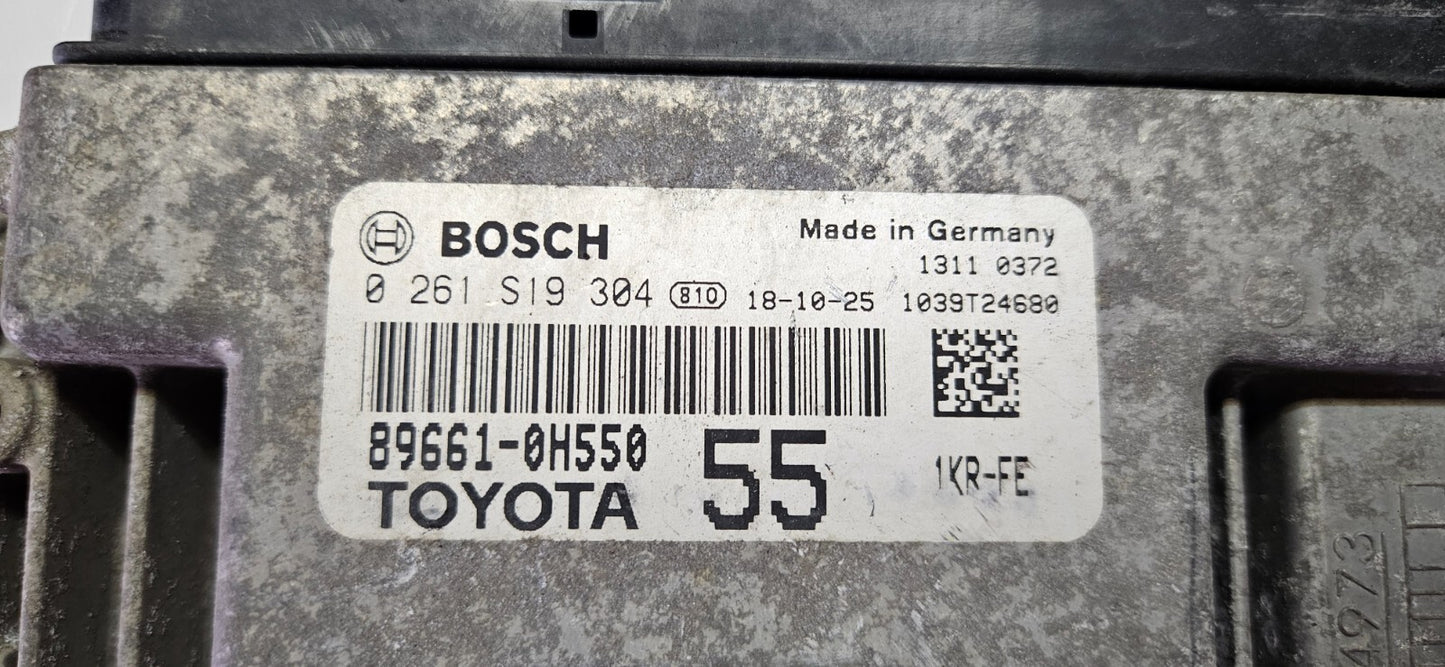 BOSCH
Made in Germany
1311 0372
0 261 S19 304 810 18-10-25 1039T24680
89661-0H550
55
1KR-FE
TOYOTA
4973